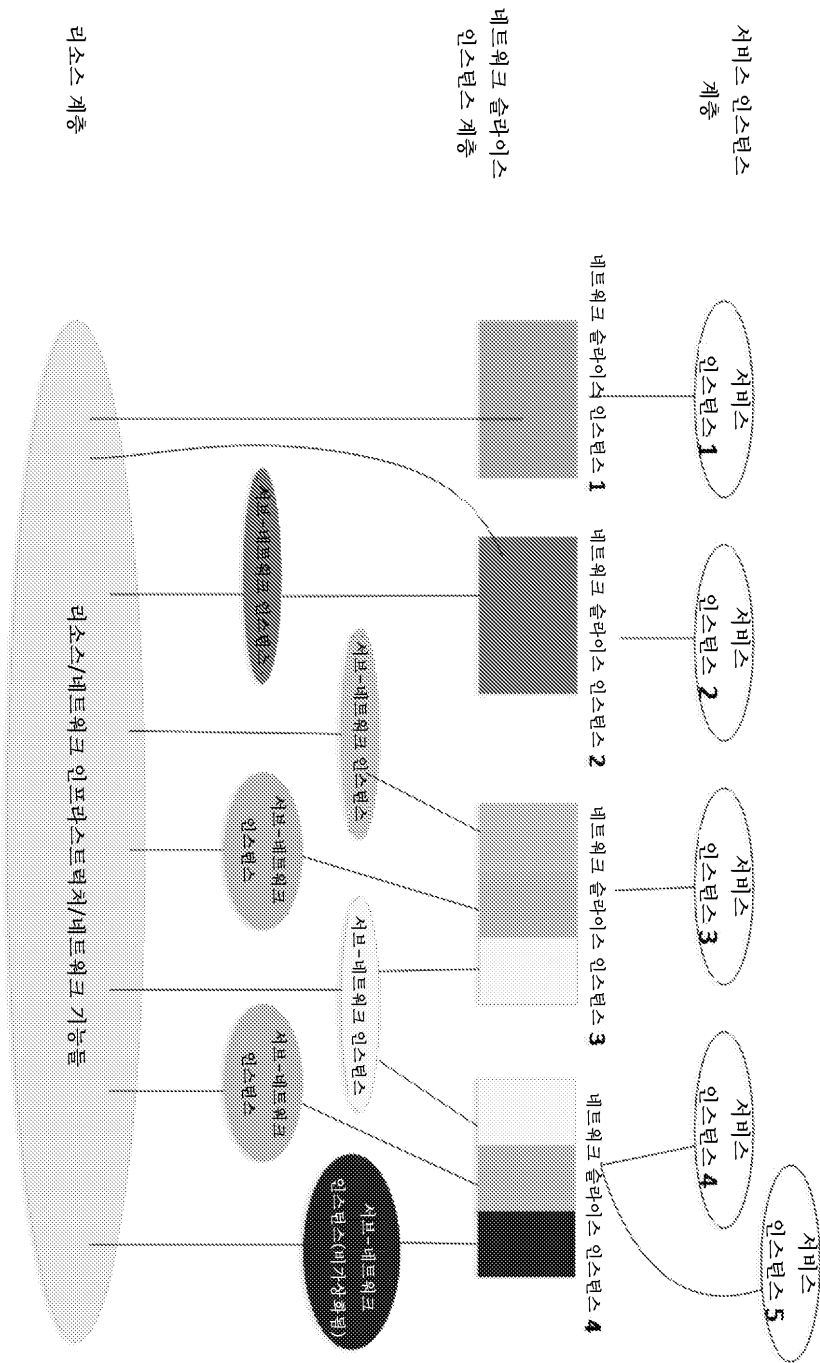 서비스 인스턴스
계층
서비스
인스턴스 1
서비스
인스턴스 2
서비스
인스턴스 3
서비스
인스턴스 4
서비스
인스턴스 5
네트워크 슬라이스
인스턴스 계층
네트워크 슬라이스 인스턴스 1
네트워크 슬라이스 인스턴스 2
네트워크 슬라이스 인스턴스 3
네트워크 슬라이스 인스턴스 4
서브-네트워크 인스턴스
서브-네트워크 인스턴스
서브-네트워크
인스턴스
서브-네트워크 인스턴스
서브-네트워크
인스턴스
서브-네트워크
인스턴스(비가상화됨)
리소스 계층
리소스/네트워크 인프라스트럭처/네트워크 기능들